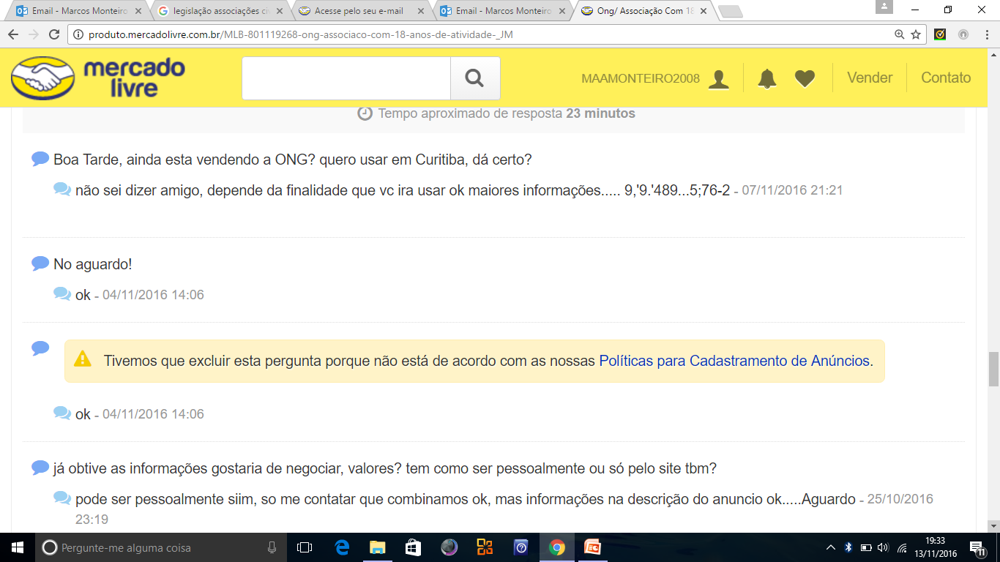 Email - Marcos Monteiro
legislação associações civ
Acesse pelo seu e-mail
Email - Marcos Monteiro
Ong/ Associação Com 18
produto.mercadolivre.com.br/MLB-801119268-ong-associaco-com-18-anos-de-atividade-_JM
mercado
livre
MAAMONTEIRO2008
Vender
Contato
Tempo aproximado de resposta 23 minutos
Boa Tarde, ainda esta vendendo a ONG? quero usar em Curitiba, dá certo?
não sei dizer amigo, depende da finalidade que vc ira usar ok maiores informações..... 9,'9.'489...5;76-2 - 07/11/2016 21:21
No aguardo!
ok - 04/11/2016 14:06
Tivemos que excluir esta pergunta porque não está de acordo com as nossas Políticas para Cadastramento de Anúncios.
ok - 04/11/2016 14:06
já obtive as informações gostaria de negociar, valores? tem como ser pessoalmente ou só pelo site tbm?
pode ser pessoalmente siim, so me contatar que combinamos ok, mas informações na descrição do anuncio ok.....Aguardo - 25/10/2016
23:19
Pergunte-me alguma coisa
19:33
13/11/2016
11